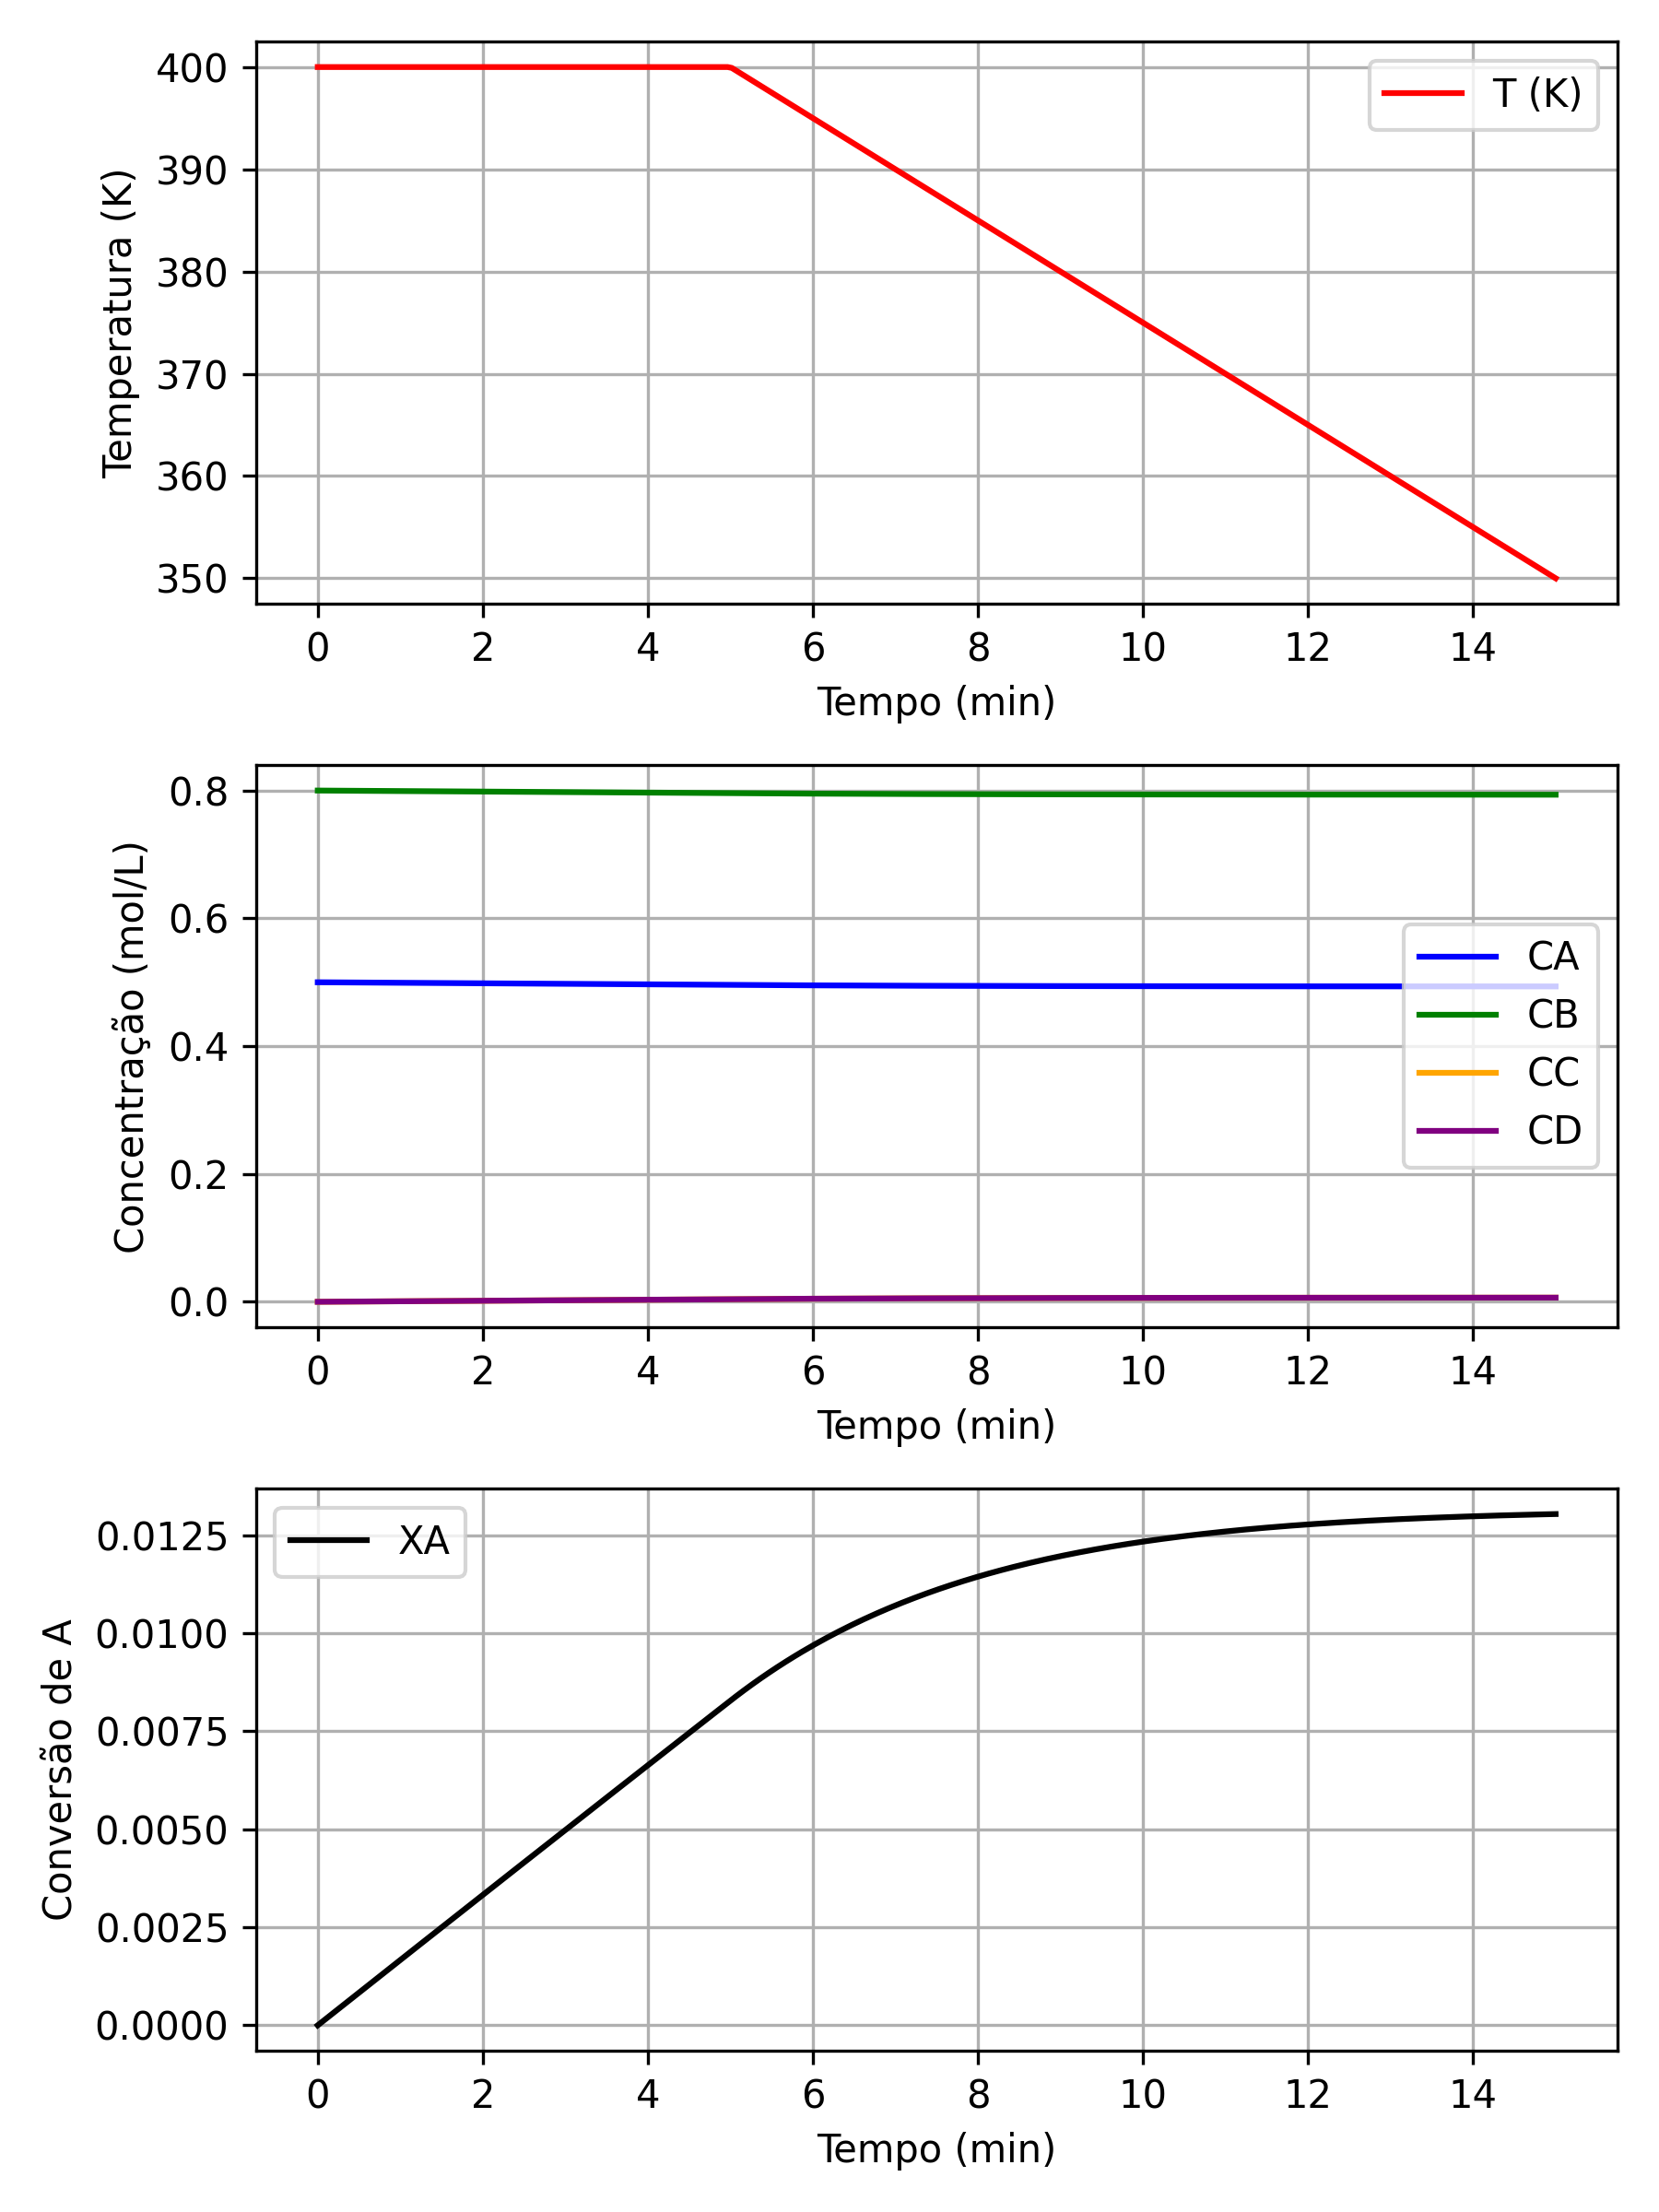 400
390
380
370
360
350
Temperatura (K)
T (K)
0 2 4 6 8 10 12 14
Tempo (min)
0.8
0.6
0.4
0.2
0.0
Concentração (mol/L)
CA
CB
CC
CD
0 2 4 6 8 10 12 14
Tempo (min)
0.0125
0.0100
0.0075
0.0050
0.0025
0.0000
Conversão de A
XA
0 2 4 6 8 10 12 14
Tempo (min)